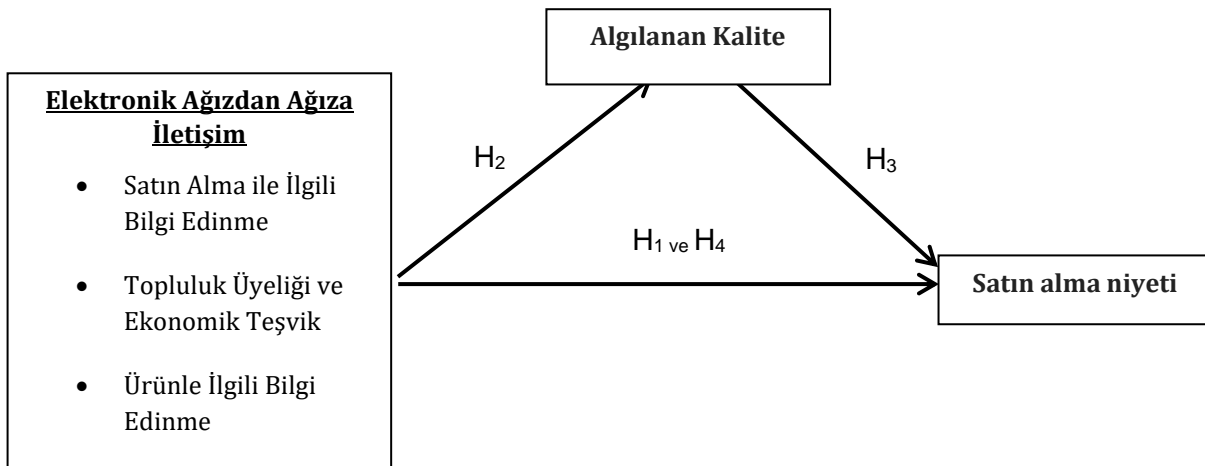 Algılanan Kalite
Elektronik Ağızdan Ağıza
İletişim
• Satın Alma ile İlgili
Bilgi Edinme
• Topluluk Üyeliği ve
Ekonomik Teşvik
• Ürünle İlgili Bilgi
Edinme
H2
H3
H1 ve H4
Satın alma niyeti